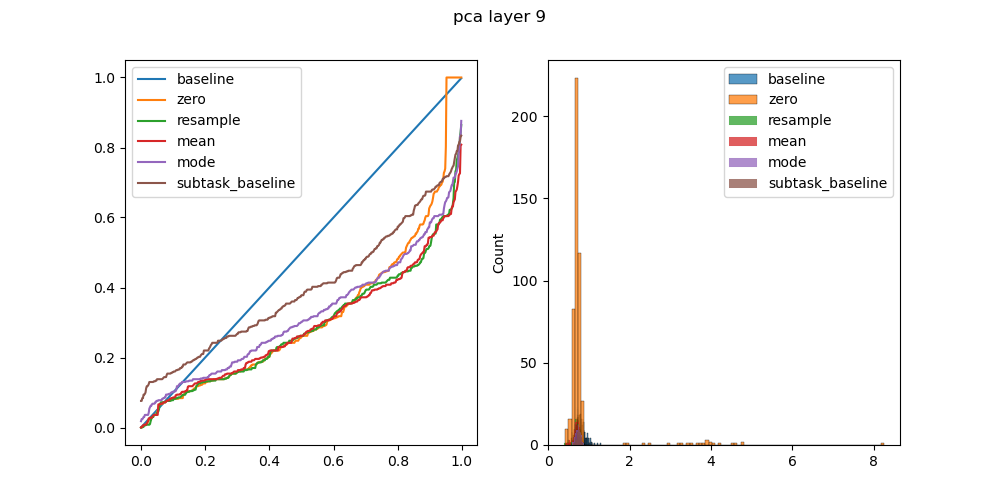 pca layer 9
1.0
0.8
0.6
0.4
0.2
0.0
0.0 0.2 0.4 0.6 0.8 1.0
baseline
zero
resample
mean
mode
subtask_baseline
Count
200
150
100
50
0
0 2 4 6 8
baseline
zero
resample
mean
mode
subtask_baseline